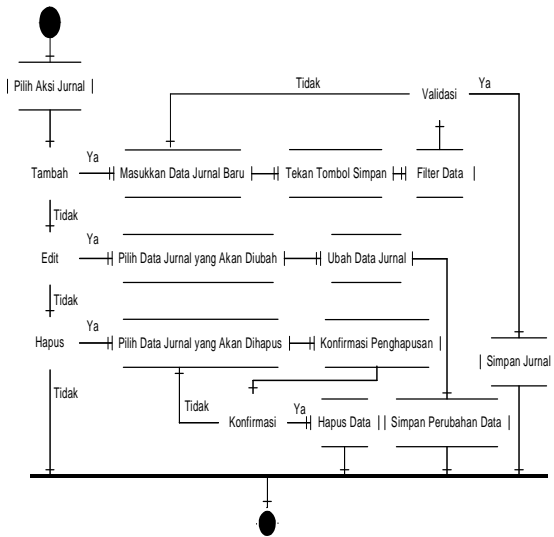 Pilih Aksi Jurnal
Tidak
Validasi
Ya
Tambah
Ya
Masukkan Data Jurnal Baru
Tekan Tombol Simpan
Filter Data
Tidak
Edit
Ya
Pilih Data Jurnal yang Akan Diubah
Ubah Data Jurnal
Tidak
Hapus
Ya
Pilih Data Jurnal yang Akan Dihapus
Konfirmasi Penghapusan
Simpan Jurnal
Tidak
Tidak
Konfirmasi
Ya
Hapus Data
Simpan Perubahan Data